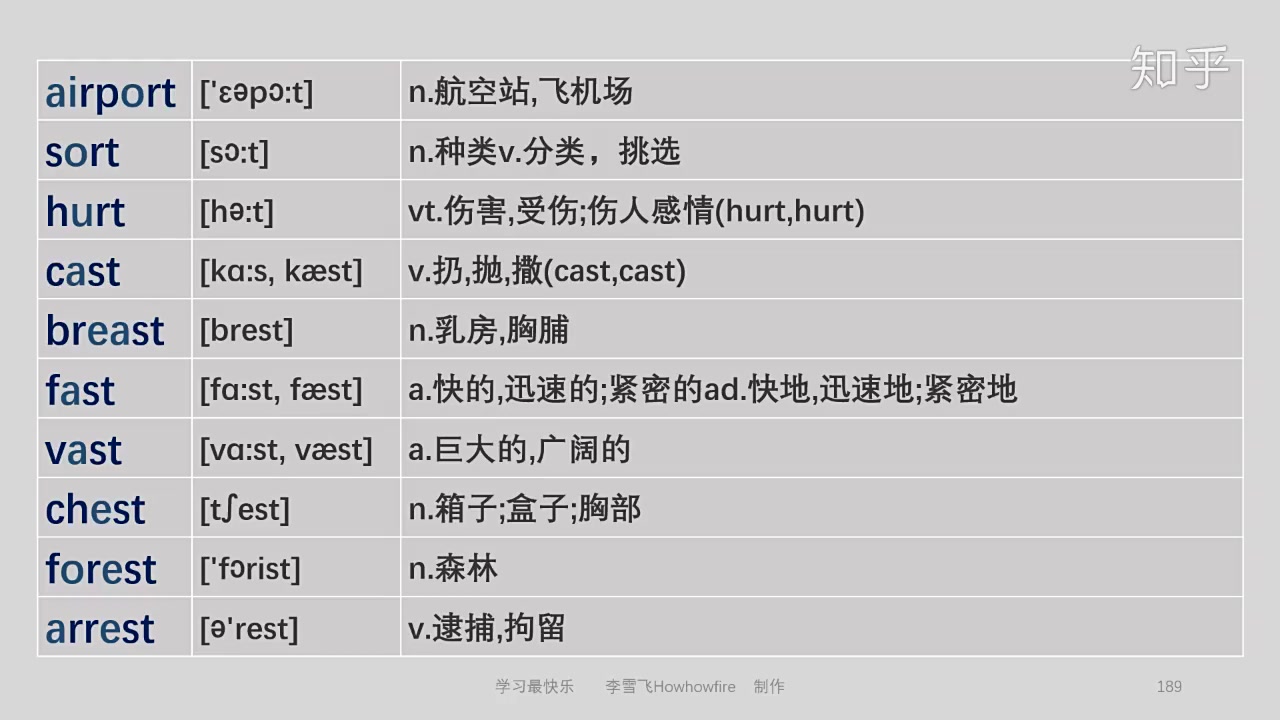 知乎
airport ['ɛəpɔ:t] n.航空站,飞机场
sort [sɔ:t] n.种类v.分类，挑选
hurt [hə:t] vt.伤害,受伤;伤人感情(hurt,hurt)
cast [kɑ:s, kæst] v.扔,抛,撒(cast,cast)
breast [brest] n.乳房,胸脯
fast [fɑ:st, fæst] a.快的,迅速的;紧密的ad.快地,迅速地;紧密地
vast [vɑ:st, væst] a.巨大的,广阔的
chest [tʃest] n.箱子;盒子;胸部
forest ['fɔrist] n.森林
arrest [ə'rest] v.逮捕,拘留
学习最快乐 李雪飞Howhowfire 制作 189